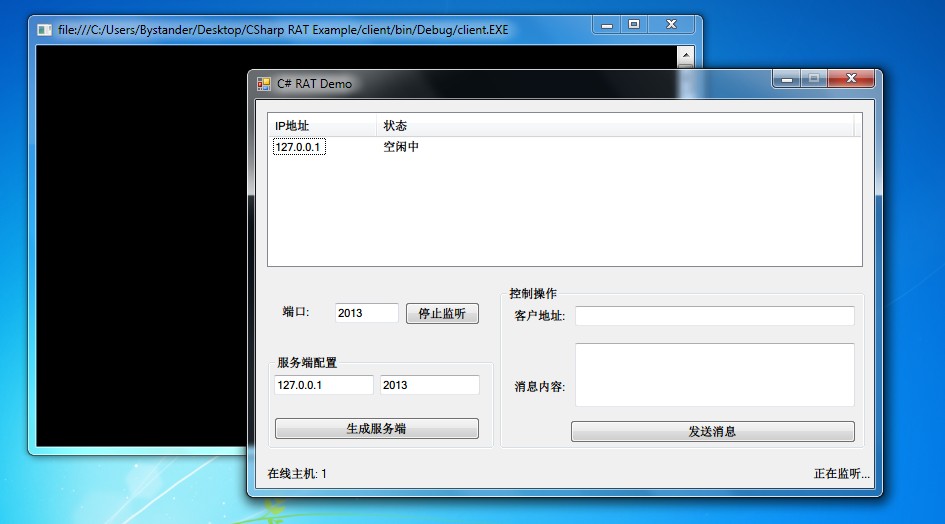 file:///C:/Users/Bystander/Desktop/CSharp RAT Example/client/bin/Debug/client.EXE
C# RAT Demo
IP地址 状态
127.0.0.1 空闲中
端口: 2013 停止监听
服务端配置
127.0.0.1 2013
生成服务端
控制操作
客户地址:
消息内容:
发送消息
在线主机: 1
正在监听...